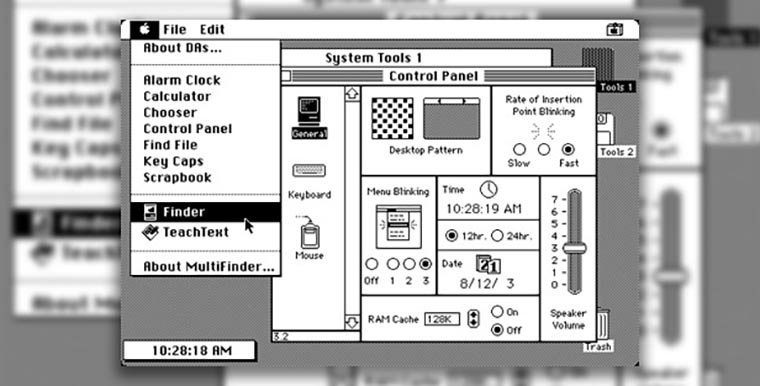 File Edit
About DAs...
Alarm Clock
Calculator
Chooser
Control Panel
Find File
Key Caps
Scrapbook
Finder
TeachText
About MultiFinder...
10:28:18 AM
System Tools 1
Control Panel
General
Keyboard
Mouse
3.2
Desktop Pattern
Rate of Insertion
Point Blinking
Slow Fast
Menu Blinking
Off 1 2 3
Time
10:28:19 AM
12hr. 24hr.
Date
21
8/12/ 3
RAM Cache 128K
On
Off
7
6
5
4
3
2
1
0
Speaker
Volume
Tools 1
Tools 2
Trash